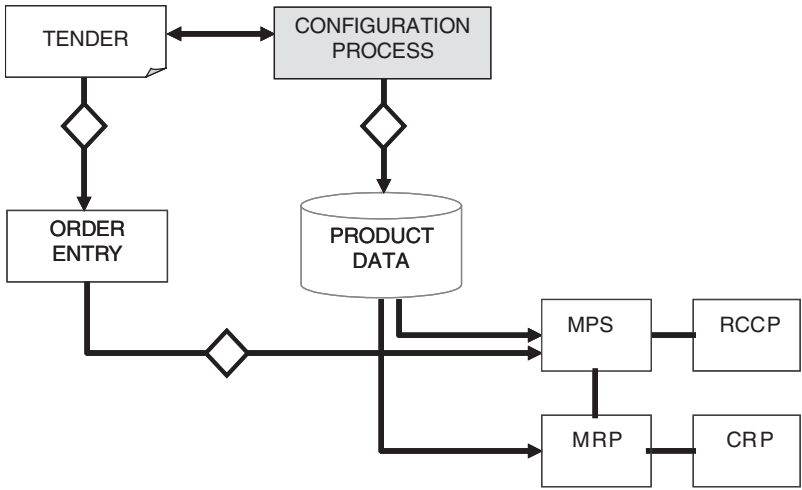 TENDER
CONFIGURATION
PROCESS
ORDER
ENTRY
PRODUCT
DATA
MPS
RCCP
MRP
CRP